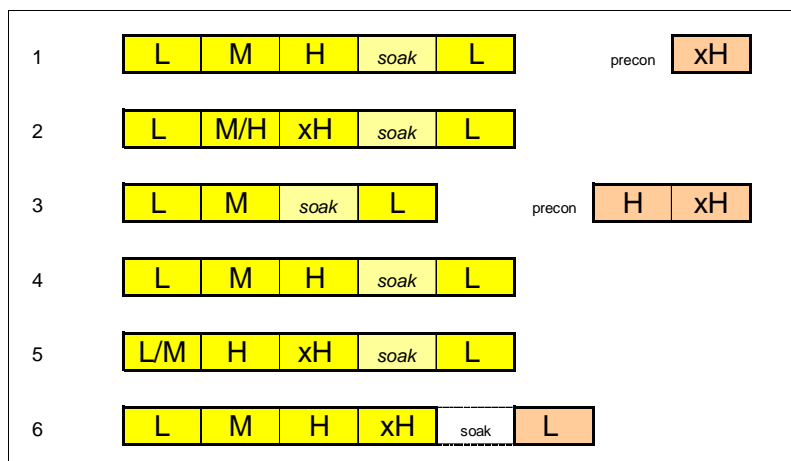 1 L M H soak L precon xH
2 L M/H xH soak L
3 L M soak L precon H xH
4 L M H soak L
5 L/M H xH soak L
6 L M H xH soak L